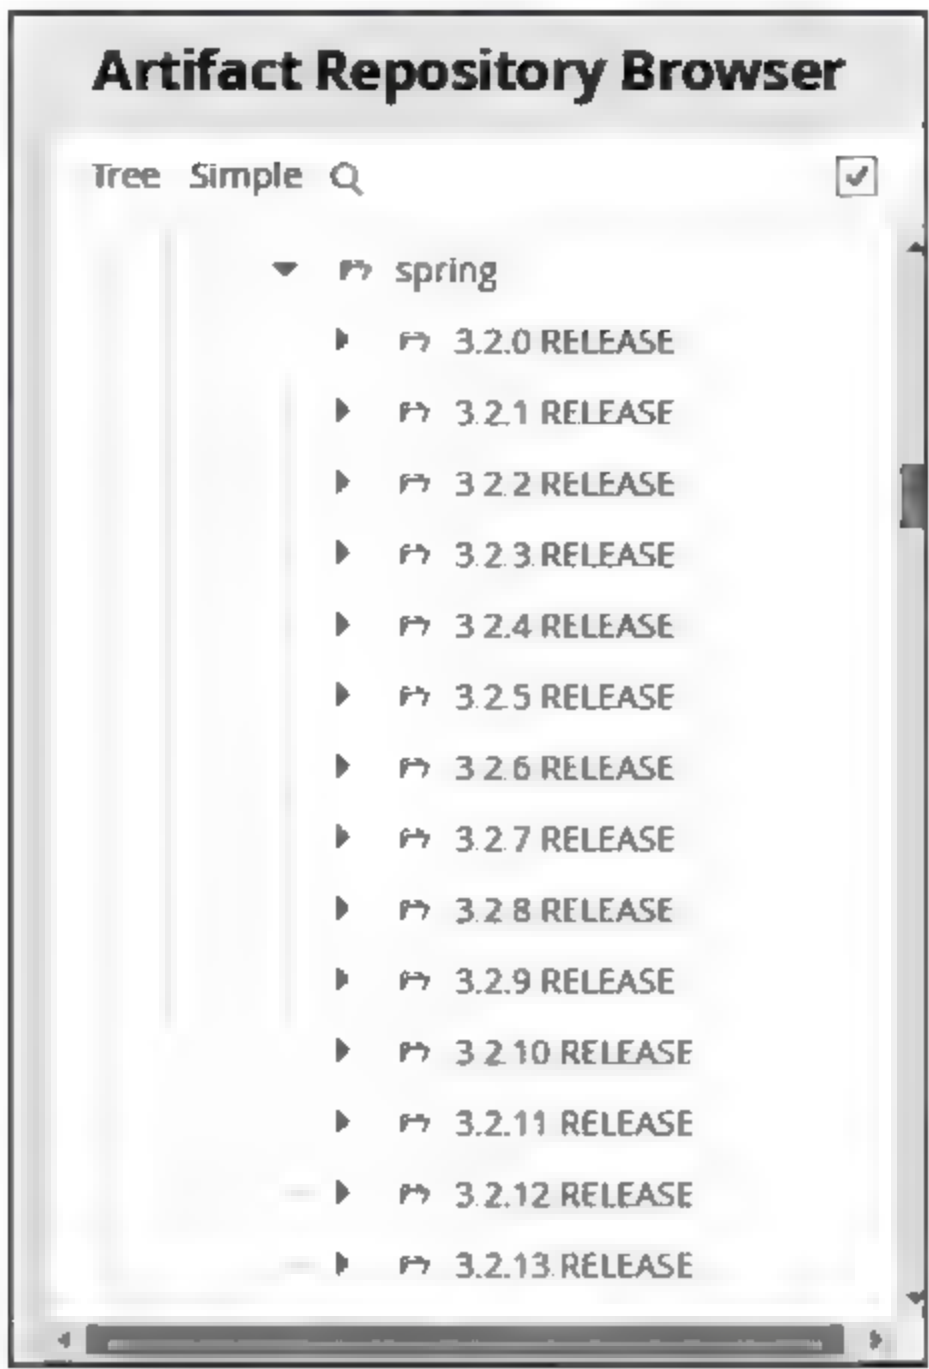 Artifact Repository Browser
Tree Simple
spring
3.2.0 RELEASE
3.2.1 RELEASE
3.2.2 RELEASE
3.2.3 RELEASE
3.2.4 RELEASE
3.2.5 RELEASE
3.2.6 RELEASE
3.2.7 RELEASE
3.2.8 RELEASE
3.2.9 RELEASE
3.2.10 RELEASE
3.2.11 RELEASE
3.2.12 RELEASE
3.2.13.RELEASE